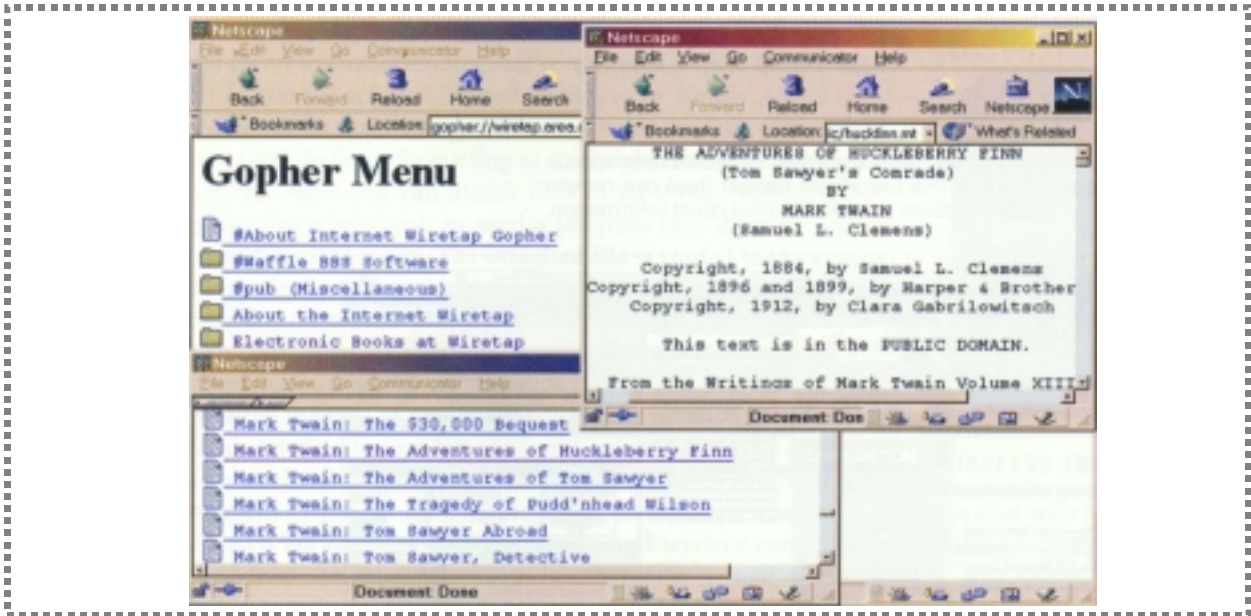 Netscape
File Edit View Go Communicator Help
Back Forward Reload Home Search
Bookmarks Location: gopher://wiretap.area.
Gopher Menu
#About Internet Wiretap Gopher
#Waffle BBS Software
#pub (Miscellaneous)
About the Internet Wiretap
Electronic Books at Wiretap
Netscape
File Edit View Go Communicator Help
Back Forward Reload Home Search Netscape
Bookmarks Location: ic/huckfinn.txt What's Related
THE ADVENTURES OF HUCKLEBERRY FINN
(Tom Sawyer's Comrade)
BY
MARK TWAIN
(Samuel L. Clemens)
Copyright, 1884, by Samuel L. Clemens
Copyright, 1896 and 1899, by Harper & Brother
Copyright, 1912, by Clara Gabrilowitsch
This text is in the PUBLIC DOMAIN.
From the Writings of Mark Twain Volume XIII
Document Don
Netscape
File Edit View Go Communicator Help
Mark Twain: The $30,000 Bequest
Mark Twain: The Adventures of Huckleberry Finn
Mark Twain: The Adventures of Tom Sawyer
Mark Twain: The Tragedy of Pudd'nhead Wilson
Mark Twain: Tom Sawyer Abroad
Mark Twain: Tom Sawyer, Detective
Document Done